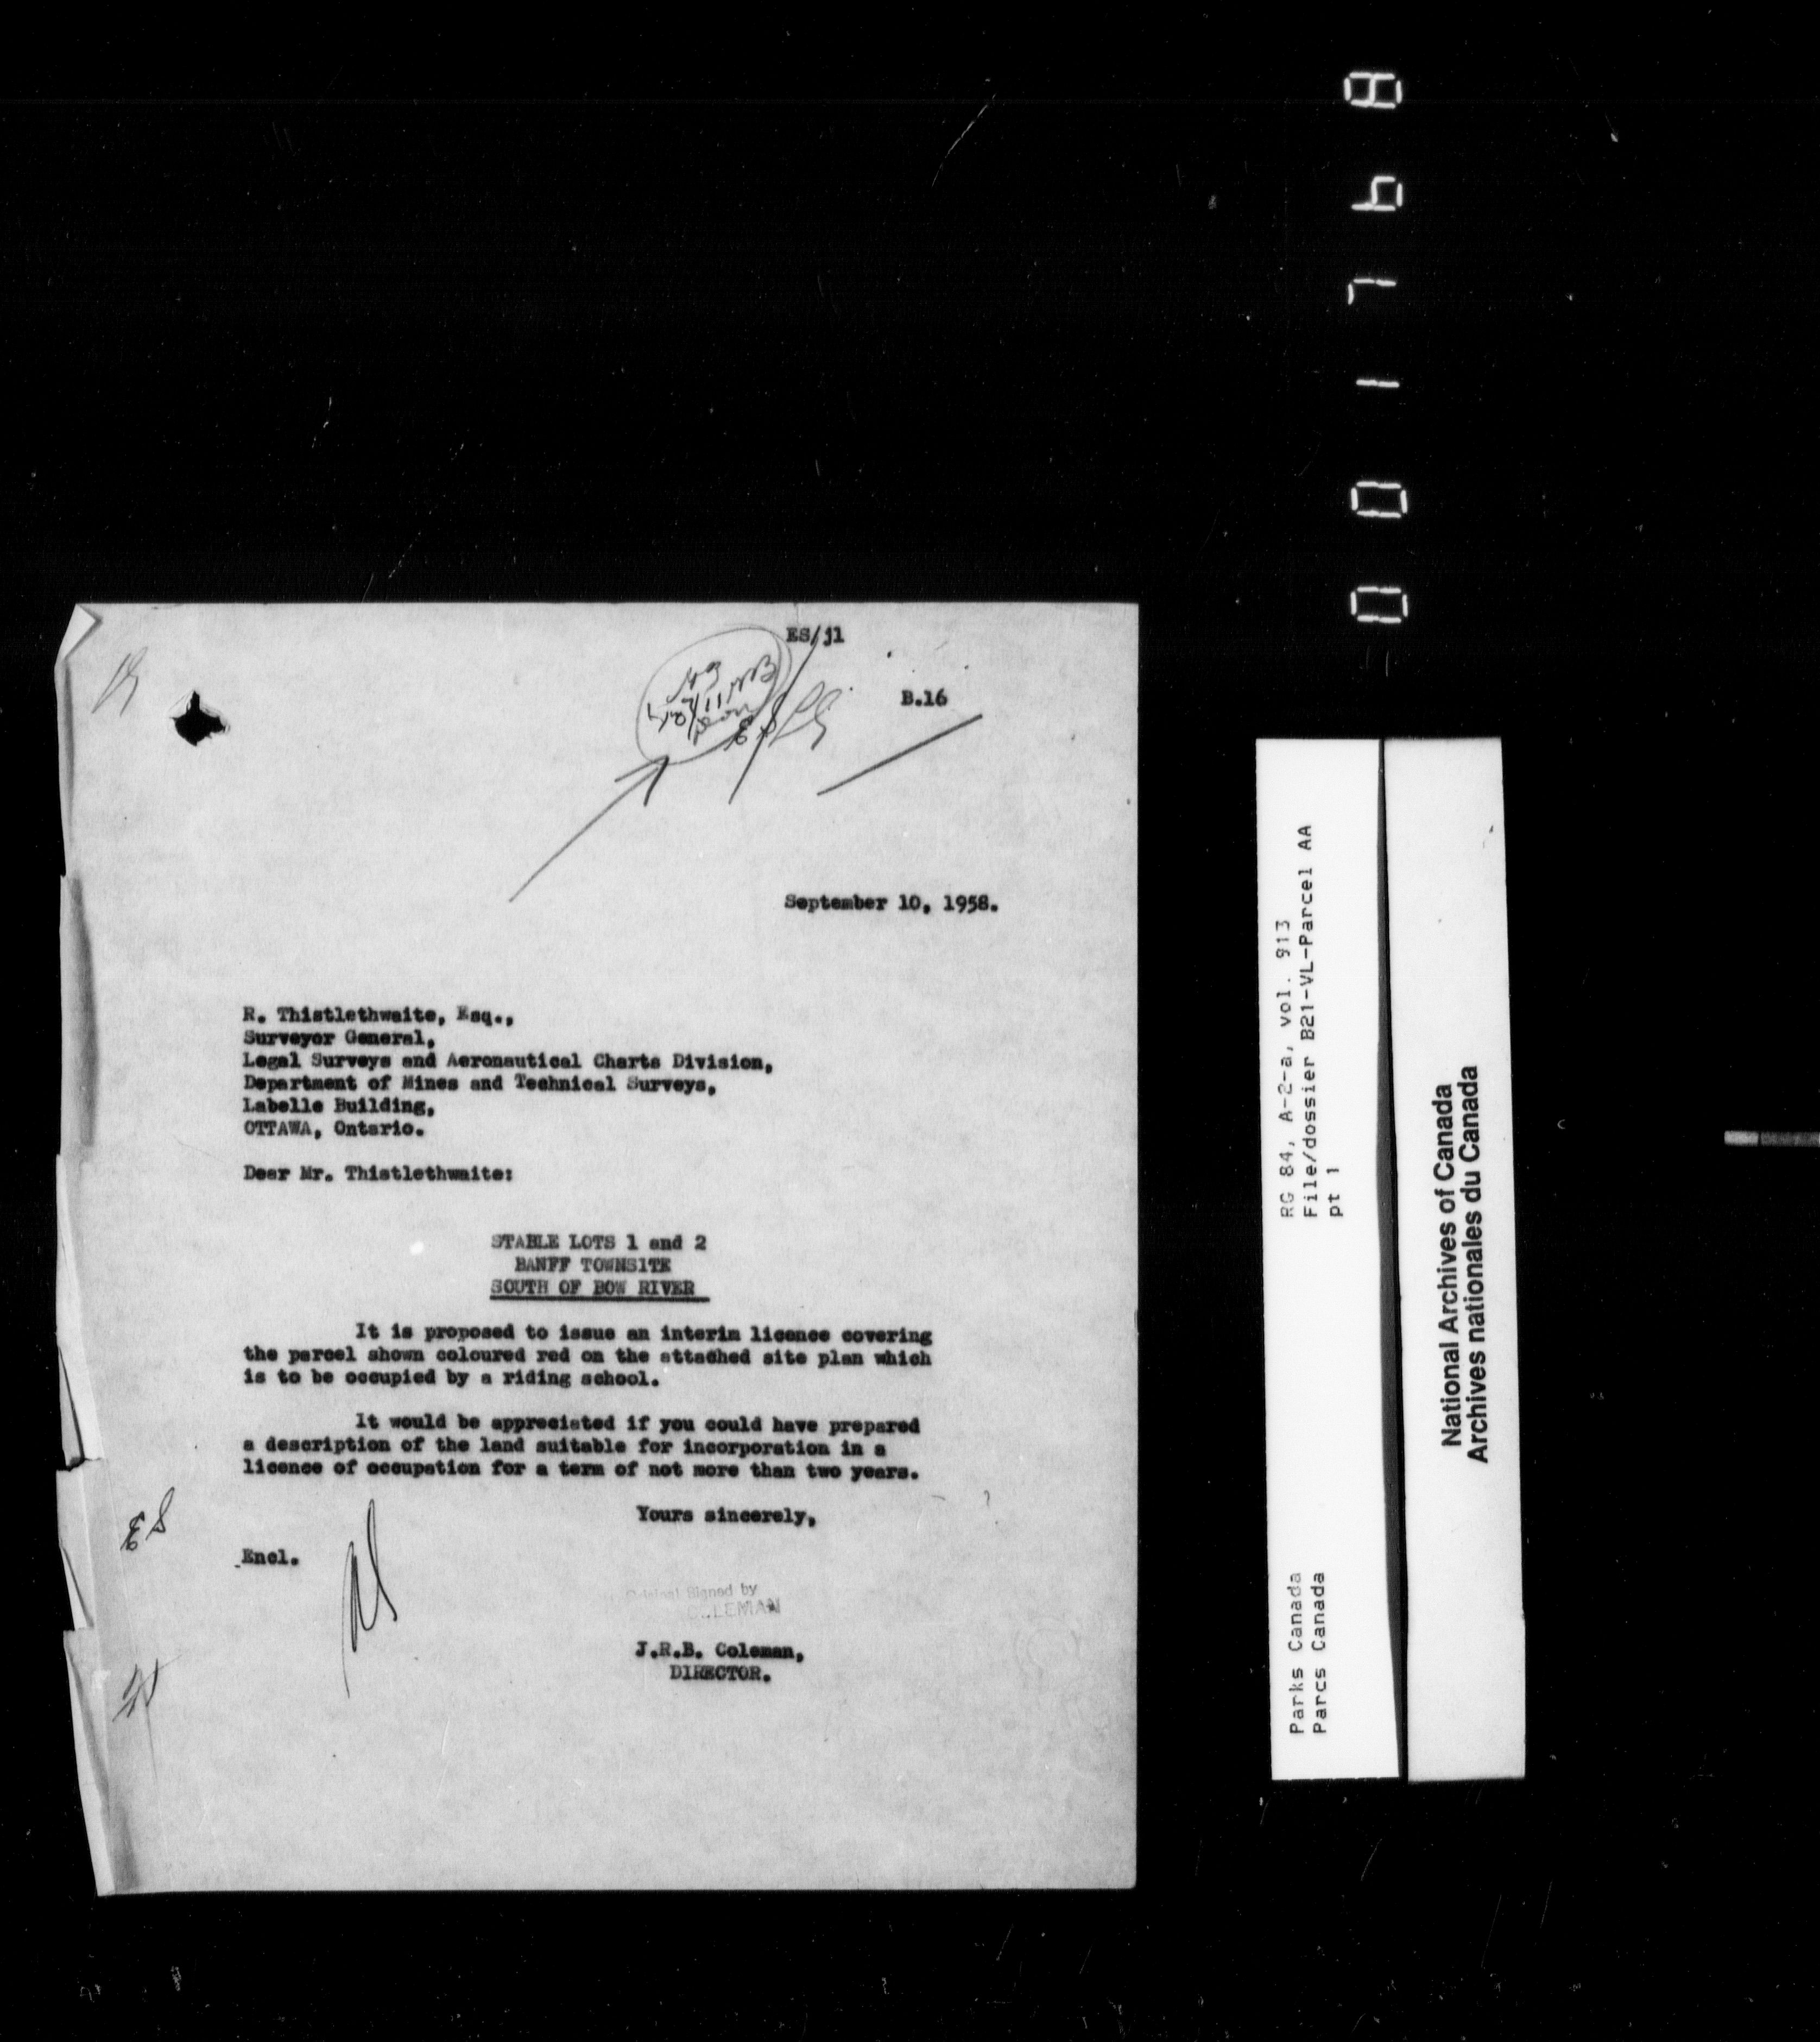 ES/jl
B.16
September 10, 1958.
R. Thistlethwaite, Esq.,
Surveyor General,
Legal Surveys and Aeronautical Charts Division,
Department of Mines and Technical Surveys,
Labelle Building,
OTTAWA, Ontario.
Dear Mr. Thistlethwaite:
STABLE LOTS 1 and 2
BANFF TOWNSITE
SOUTH OF BOW RIVER
It is proposed to issue an interim licence covering
the parcel shown coloured red on the attached site plan which
is to be occupied by a riding school.
It would be appreciated if you could have prepared
a description of the land suitable for incorporation in a
licence of occupation for a term of not more than two years.
Yours sincerely,
ES
Encl.
Original Signed by
COLEMAN
J.R.B. Coleman,
DIRECTOR.
RG 84, A-2-a, vol. 913
File/dossier B21-VL-Parcel AA
pt 1
Parks Canada
Parcs Canada
National Archives of Canada
Archives nationales du Canada